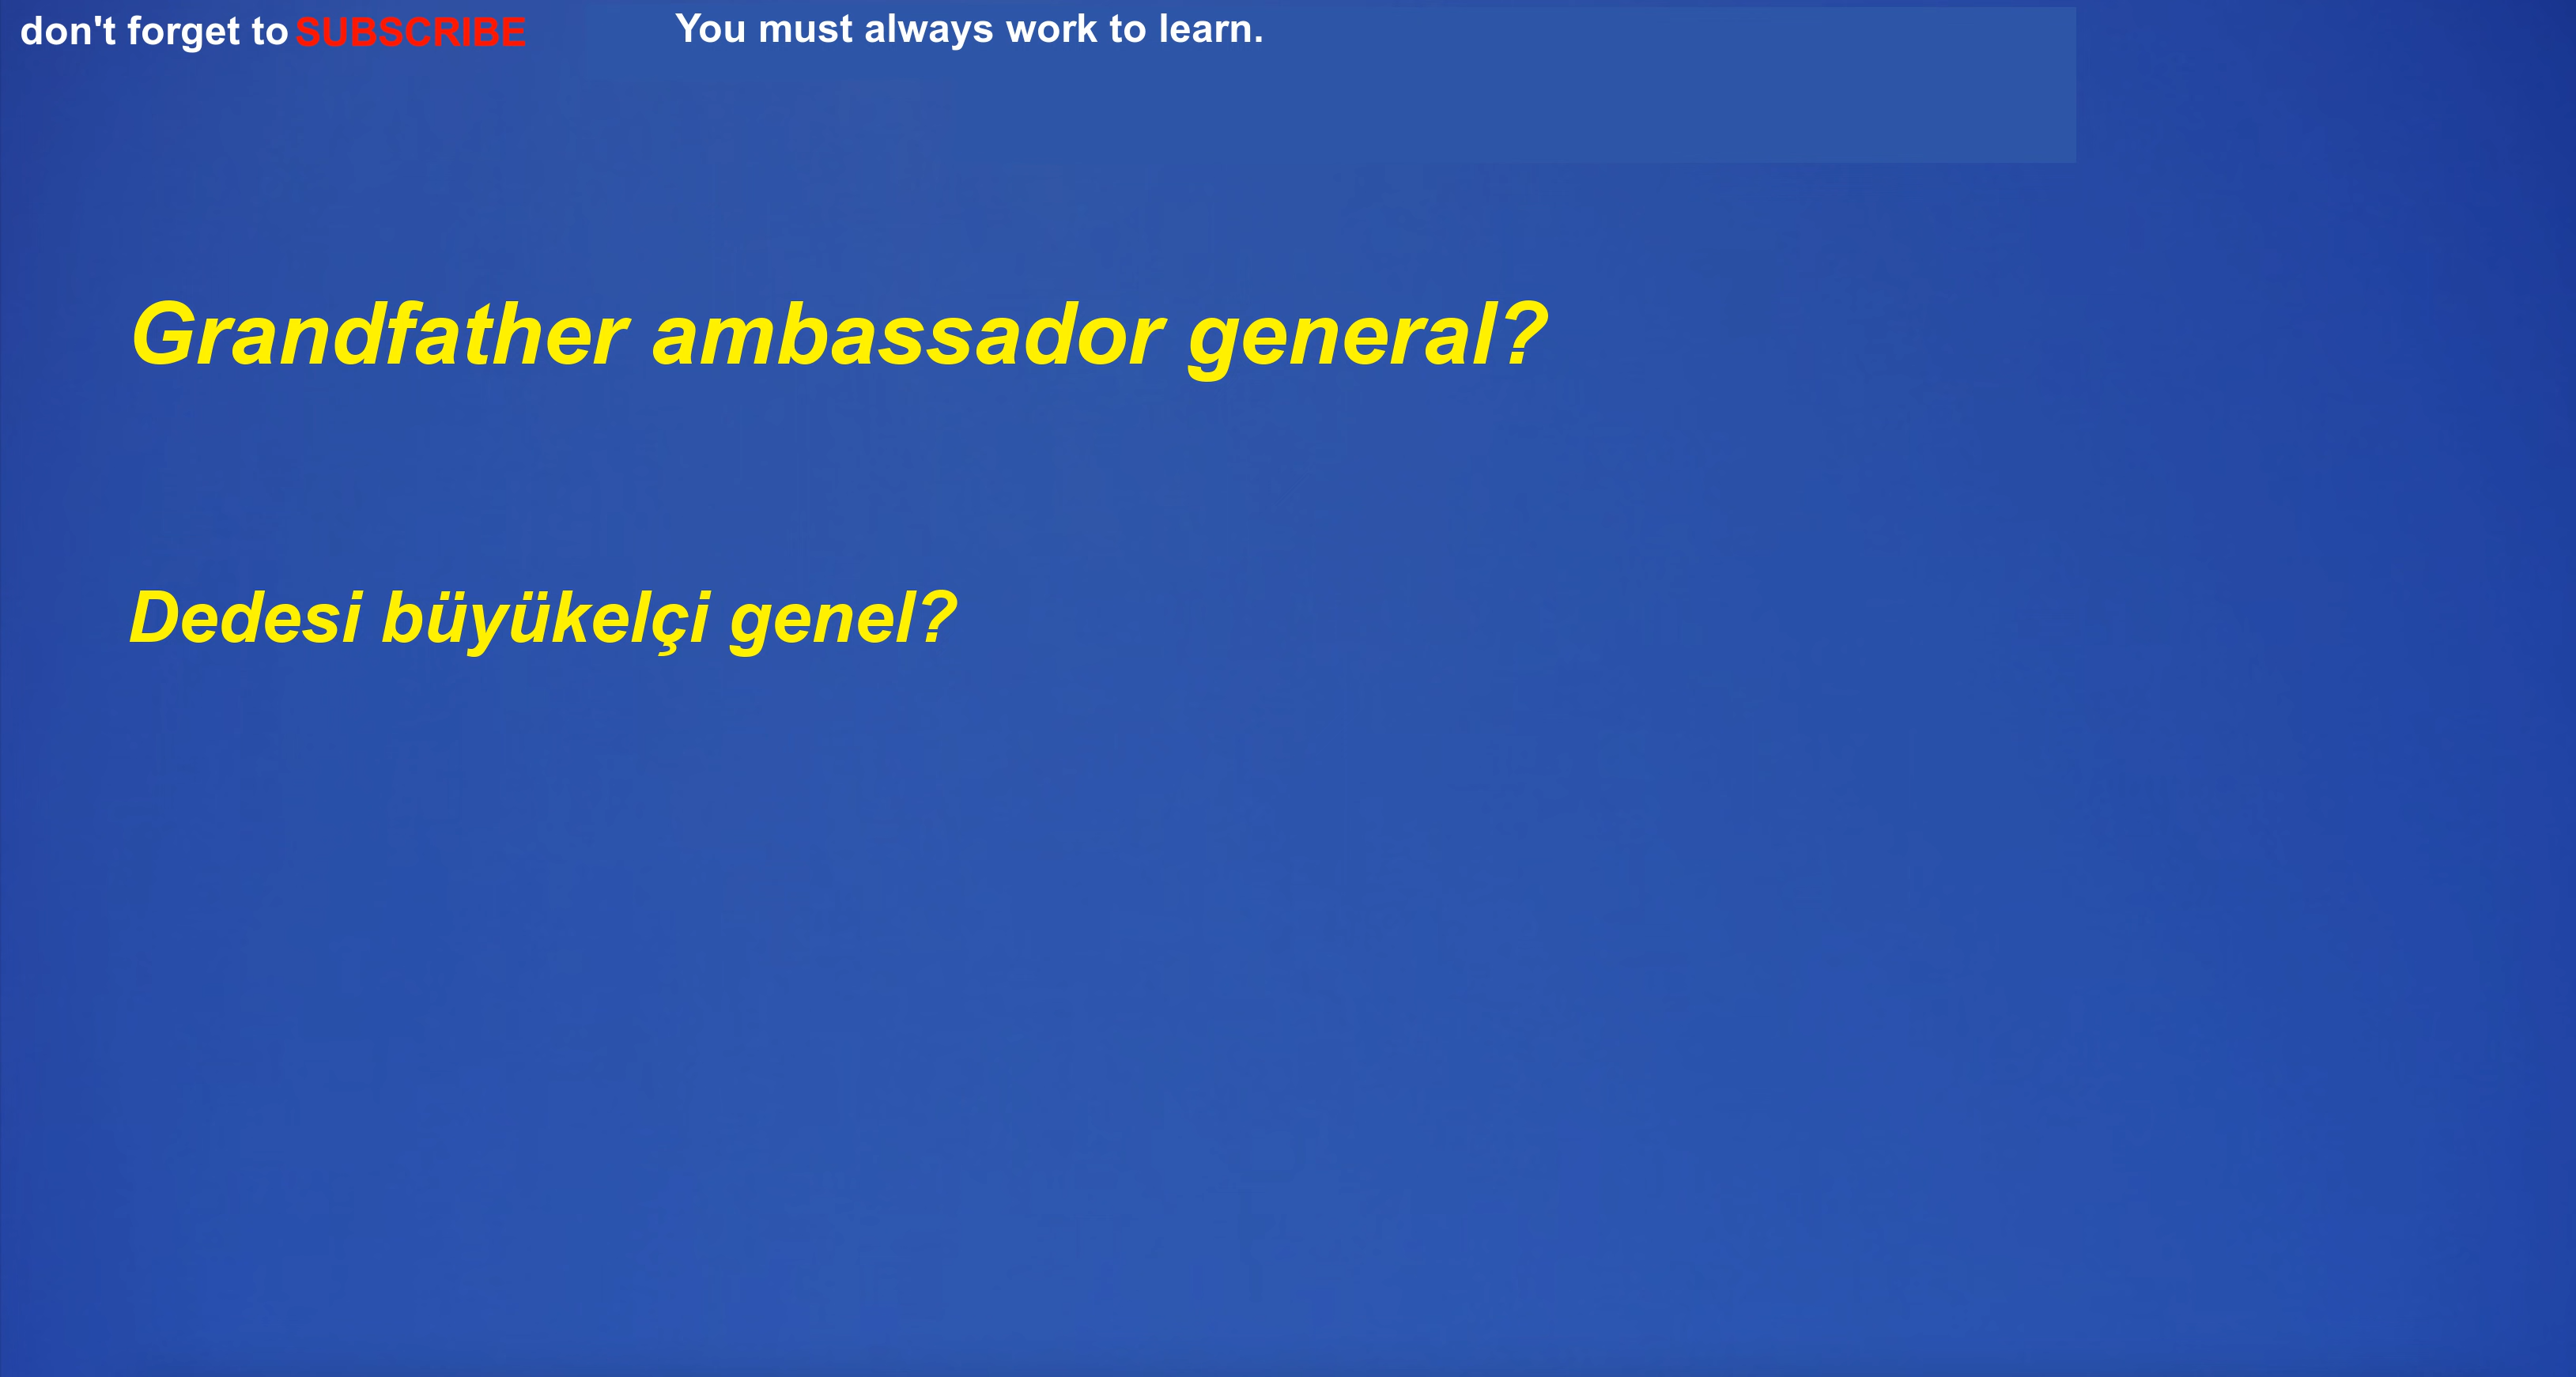 don't forget to SUBSCRIBE
You must always work to learn.
Grandfather ambassador general?
Dedesi büyükelçi genel?